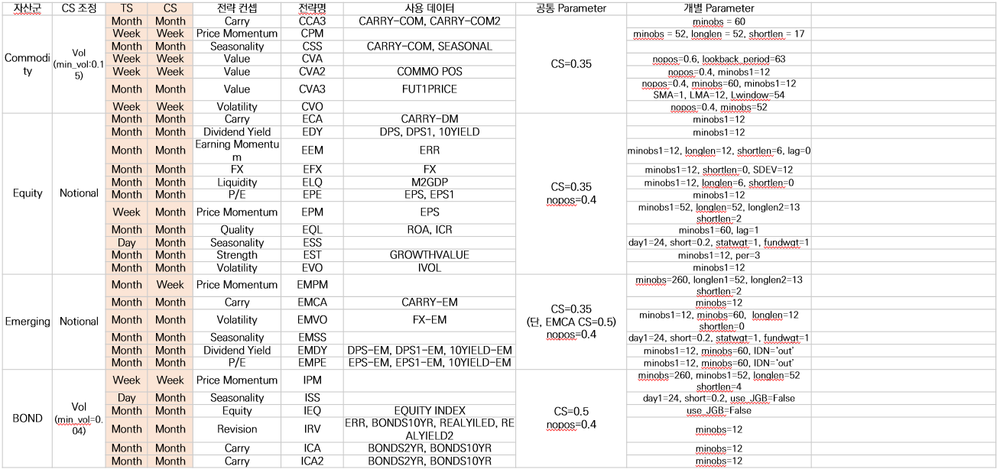 자산군 CS 조정 TS CS 전략 컨셉 전략명 사용 데이터 공통 Parameter 개별 Parameter
Commodi
ty
Vol
(min_vol:0.1
5)
CS=0.35
Month Month Carry CCA3 CARRY-COM, CARRY-COM2 minobs = 60
Week Week Price Momentum CPM minobs = 52, longlen = 52, shortlen = 17
Month Month Seasonality CSS CARRY-COM, SEASONAL
Week Week Value CVA nopos=0.6, lookback_period=63
Week Week Value CVA2 COMMO POS nopos=0.4, minobs1=12
Month Month Value CVA3 FUT1PRICE nopos=0.4, minobs=60, minobs1=12
SMA=1, LMA=12, Lwindow=54
Week Week Volatility CVO nopos=0.4, minobs=52
Equity
Notional
CS=0.35
nopos=0.4
Month Month Carry ECA CARRY-DM minobs1=12
Month Month Dividend Yield EDY DPS, DPS1, 10YIELD minobs1=12
Month Month Earning Momentu
m
EEM ERR minobs1=12, longlen=12, shortlen=6, lag=0
Month Month FX EFX FX minobs1=12, shortlen=0, SDEV=12
Month Month Liquidity ELQ M2GDP minobs1=12, longlen=6, shortlen=0
Month Month P/E EPE EPS, EPS1 minobs1=12
Week Month Price Momentum EPM EPS minobs1=52, longlen=52, longlen2=13
shortlen=2
Month Month Quality EQL ROA, ICR minobs1=60, lag=1
Day Month Seasonality ESS day1=24, short=0.2, statwgt=1, fundwgt=1
Month Month Strength EST GROWTHVALUE minobs1=12, per=3
Month Month Volatility EVO IVOL minobs1=12
Emerging
Notional
CS=0.35
(단, EMCA CS=0.5)
nopos=0.4
Month Week Price Momentum EMPM minobs=260, longlen1=52, longlen2=13
shortlen=2
Month Month Carry EMCA CARRY-EM minobs=12
Month Month Volatility EMVO FX-EM minobs1=12, minobs=60, longlen=12
shortlen=0
Month Month Seasonality EMSS day1=24, short=0.2, statwgt=1, fundwgt=1
Month Month Dividend Yield EMDY DPS-EM, DPS1-EM, 10YIELD-EM minobs1=12, minobs=60, IDN='out'
Month Month P/E EMPE EPS-EM, EPS1-EM, 10YIELD-EM minobs1=12, minobs=60, IDN='out'
BOND
Vol
(min_vol=0.
04)
CS=0.5
nopos=0.4
Week Week Price Momentum IPM minobs=260, minobs1=52, longlen=52
shortlen=4
Day Month Seasonality ISS day1=24, short=0.2, use_JGB=False
Month Month Equity IEQ EQUITY INDEX use_JGB=False
Month Month Revision IRV ERR, BONDS10YR, REALYILED, RE
ALYIELD2
minobs=12
Month Month Carry ICA BONDS2YR, BONDS10YR minobs=12
Month Month Carry ICA2 BONDS2YR, BONDS10YR minobs=12